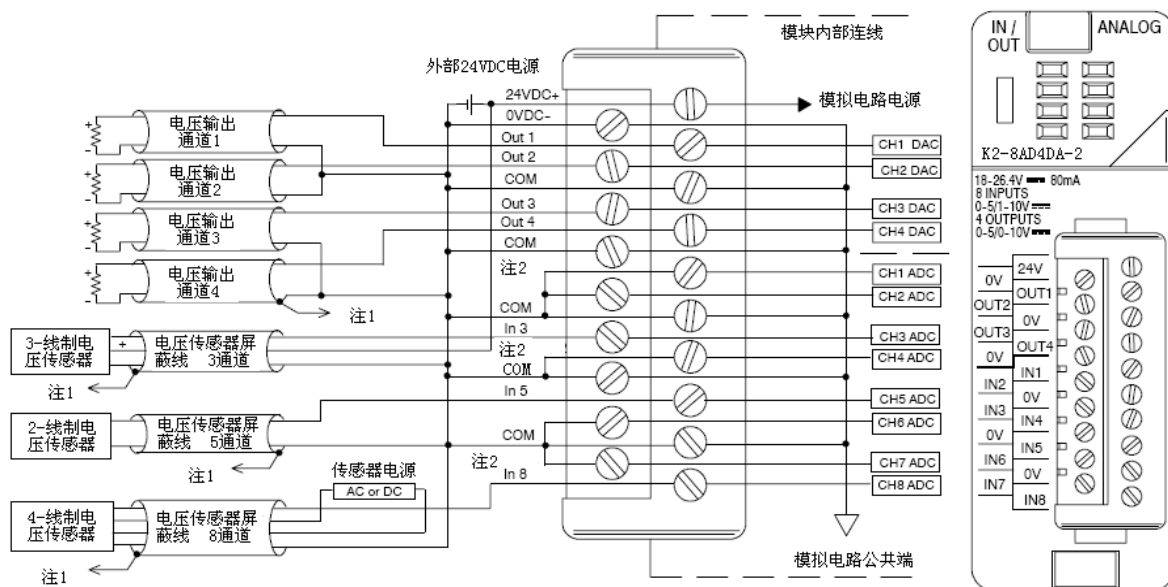 模块内部连线
外部24VDC电源
24VDC+
模拟电路电源
0VDC-
电压输出
通道1
Out 1
CH1 DAC
Out 2
CH2 DAC
电压输出
通道2
COM
Out 3
CH3 DAC
电压输出
通道3
Out 4
CH4 DAC
COM
电压输出
通道4
注2
CH1 ADC
CH2 ADC
注1
COM
In 3
CH3 ADC
3-线制电
压传感器
+
电压传感器屏
蔽线 3通道
注2
CH4 ADC
COM
注1
In 5
CH5 ADC
2-线制电
压传感器
电压传感器屏
蔽线 5通道
CH6 ADC
COM
注1
注2
CH7 ADC
传感器电源
AC or DC
In 8
CH8 ADC
4-线制电
压传感器
电压传感器屏
蔽线 8通道
注1
模拟电路公共端
IN /
OUT
ANALOG
K2-8AD4DA-2
18-26.4V 80mA
8 INPUTS
0-5/1-10V
4 OUTPUTS
0-5/0-10V
24V
0V
OUT1
OUT2
0V
OUT3
OUT4
0V
IN1
IN2
0V
IN3
IN4
0V
IN5
IN6
0V
IN7
IN8